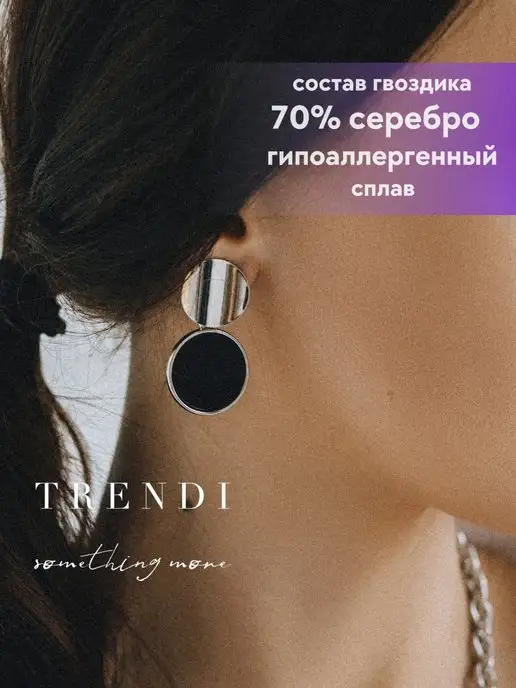 состав гвоздика
70% серебро
гипоаллергенный
сплав
TRENDI
something more